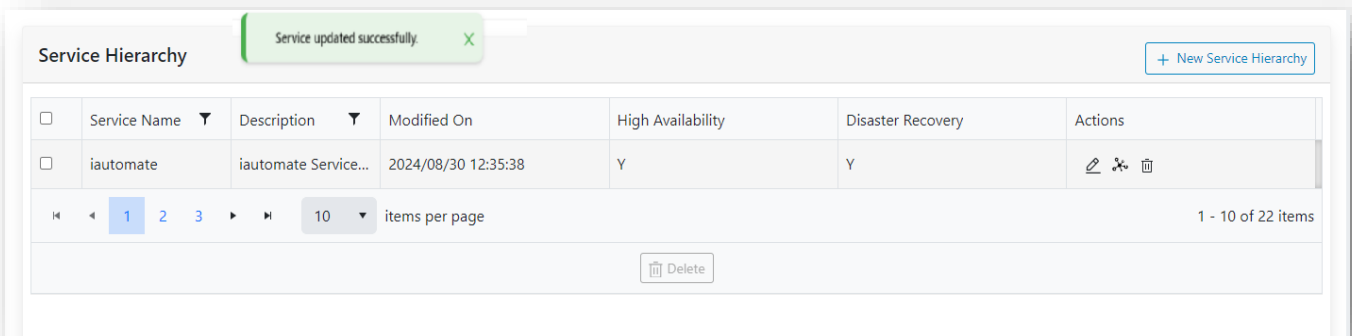 Service updated successfully. X
Service Hierarchy
+ New Service Hierarchy
Service Name Description Modified On High Availability Disaster Recovery Actions
iautomate iautomate Service... 2024/08/30 12:35:38 Y Y
1 2 3 10 items per page 1 - 10 of 22 items
Delete